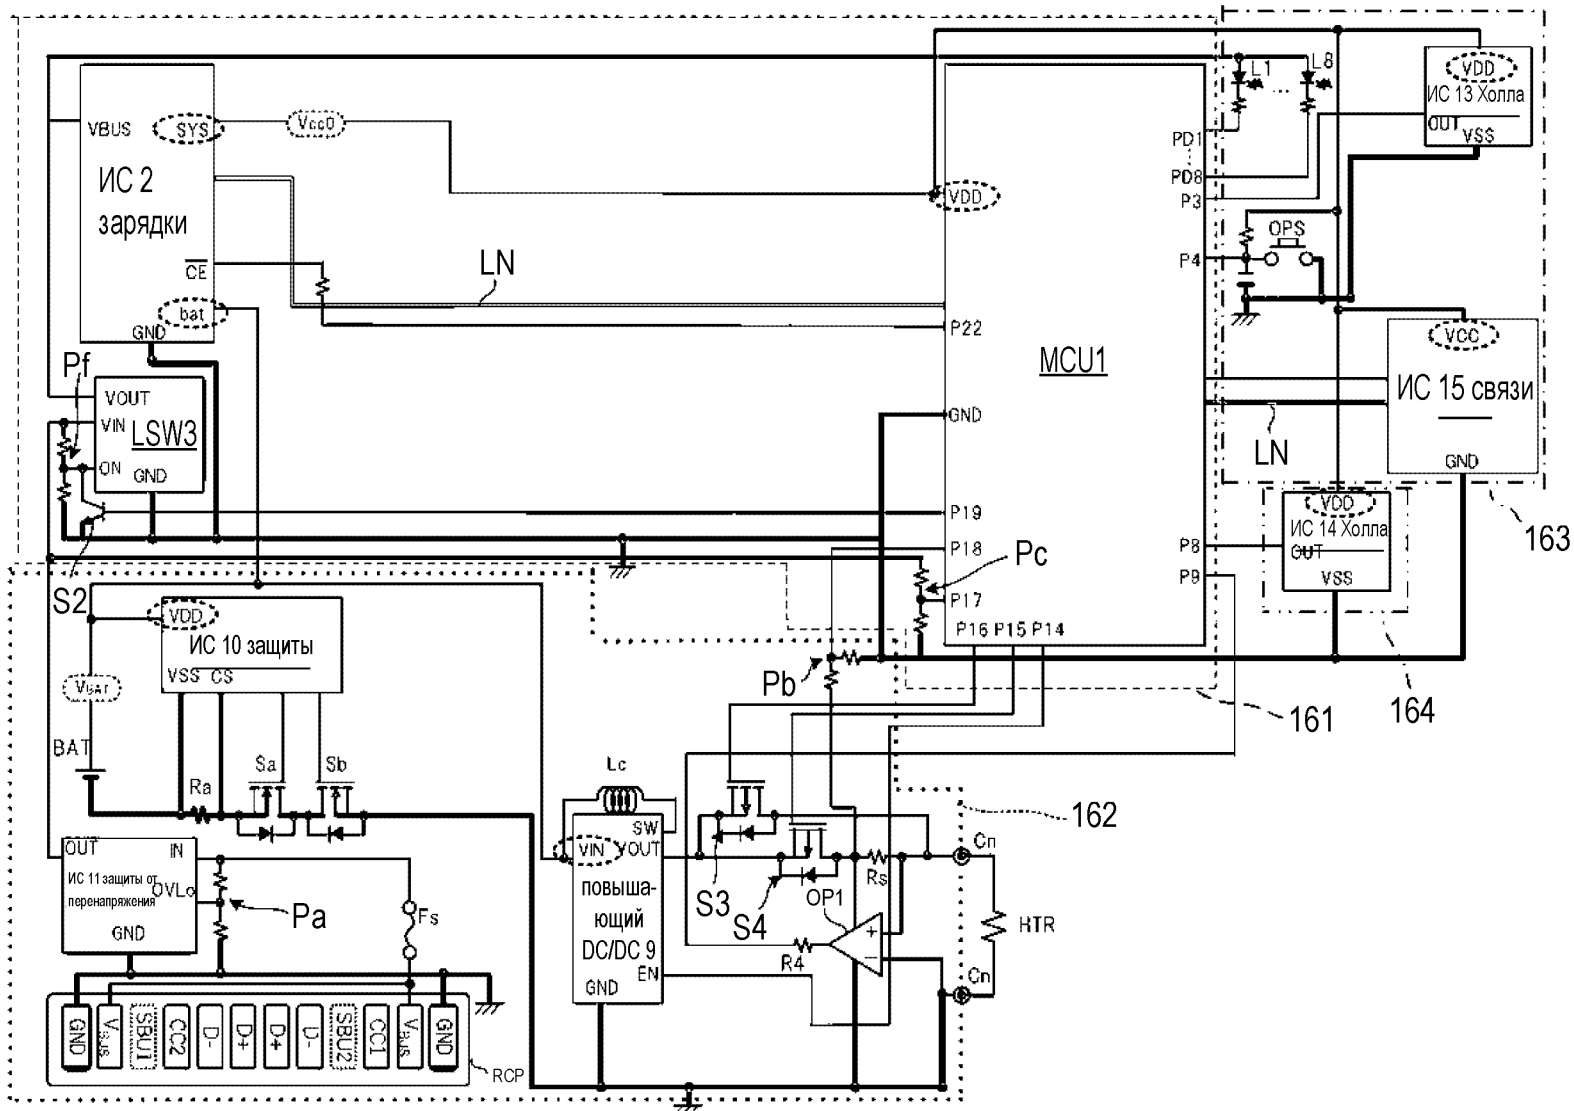 L1
...
L8
VDD
ИС 13 Холла
OUT
VSS
VBUS
SYS
Vcc0
ИС 2
зарядки
PD1
PD8
P3
VDD
LN
CE
OPS
P4
bat
GND
P22
MCU1
VCC
ИС 15 связи
LN
GND
Pf
VOUT
VIN
LSW3
ON
GND
GND
VDD
ИС 14 Холла
OUT
VSS
163
P19
P18
Pc
P17
P8
P9
P16 P15 P14
S2
VDD
ИС 10 защиты
VSS CS
VBAT
Pb
161
164
BAT
Ra
Sa
Sb
Lc
SW
VIN
VOUT
повыша-
ющий
DC/DC 9
EN
GND
S3
S4
OP1
+
−
Rs
R4
162
Cn
HTR
Cn
OUT
IN
ИС 11 защиты от
перенапряжения
OVLo
GND
Pa
Fs
GND
VBUS
SBU1
CC2
D-
D+
D+
D-
SBU2
CC1
VBUS
GND
RCP